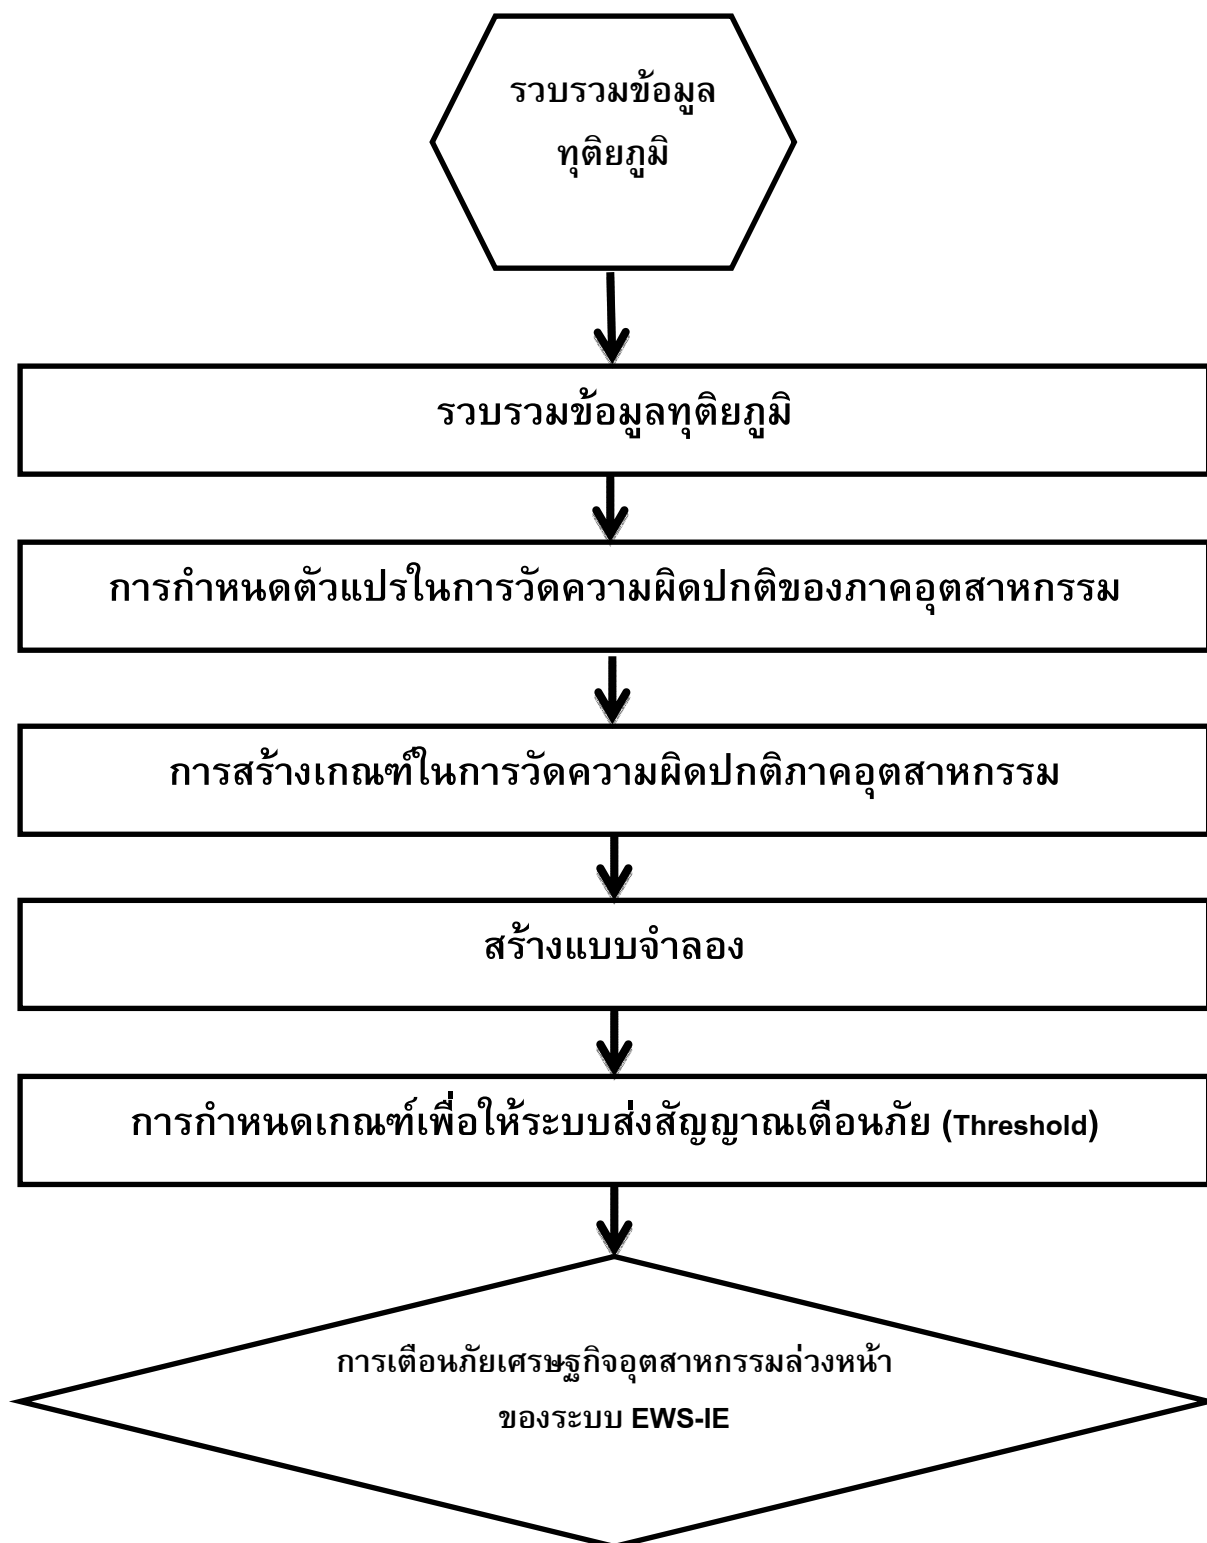 รวบรวมข้อมูล
ทุติยภูมิ
รวบรวมข้อมูลทุติยภูมิ
การกำหนดตัวแปรในการวัดความผิดปกติของภาคอุตสาหกรรม
การสร้างเกณฑ์ในการวัดความผิดปกติภาคอุตสาหกรรม
สร้างแบบจำลอง
การกำหนดเกณฑ์เพื่อให้ระบบส่งสัญญาณเตือนภัย (Threshold)
การเตือนภัยเศรษฐกิจอุตสาหกรรมล่วงหน้า
ของระบบ EWS-IE